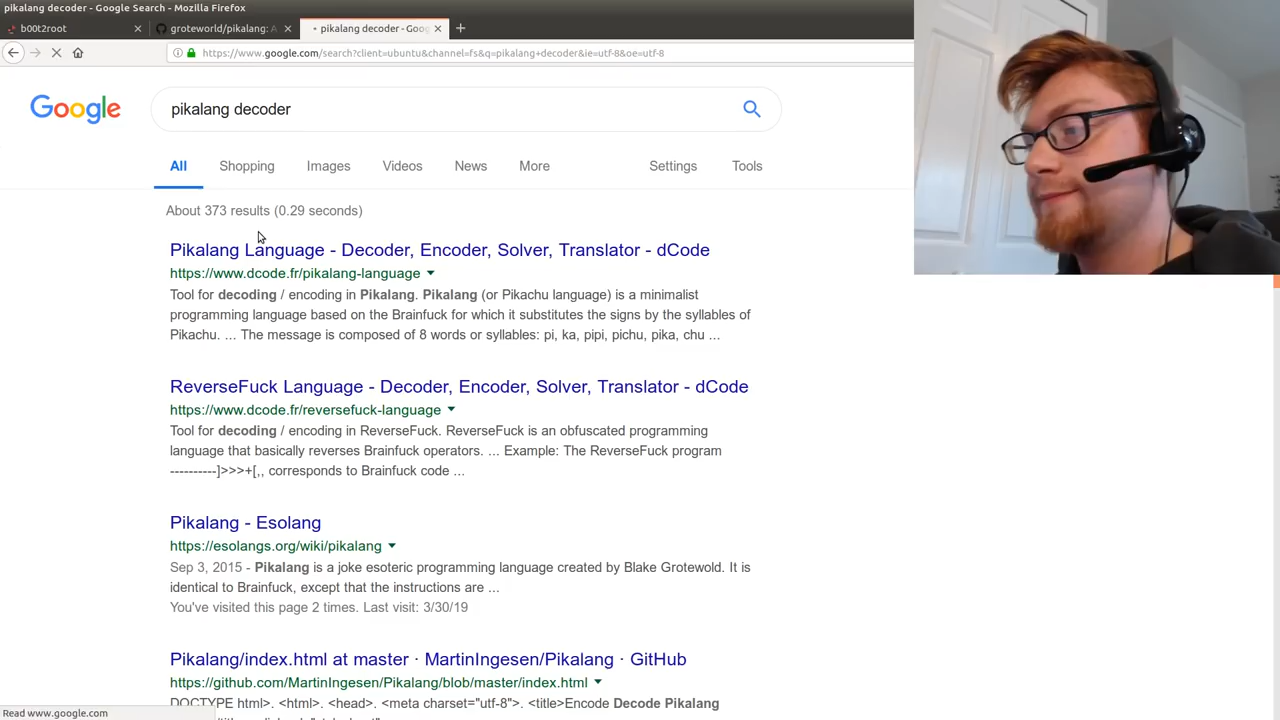 pikalang decoder - Google Search - Mozilla Firefox
b00t2root
groteworld/pikalang: A
pikalang decoder - Goo
https://www.google.com/search?client=ubuntu&channel=fs&q=pikalang+decoder&ie=utf-8&oe=utf-8
Google
pikalang decoder
All Shopping Images Videos News More Settings Tools
About 373 results (0.29 seconds)
Pikalang Language - Decoder, Encoder, Solver, Translator - dCode
https://www.dcode.fr/pikalang-language
Tool for decoding / encoding in Pikalang. Pikalang (or Pikachu language) is a minimalist
programming language based on the Brainfuck for which it substitutes the signs by the syllables of
Pikachu. ... The message is composed of 8 words or syllables: pi, ka, pipi, pichu, pika, chu ...
ReverseFuck Language - Decoder, Encoder, Solver, Translator - dCode
https://www.dcode.fr/reversefuck-language
Tool for decoding / encoding in ReverseFuck. ReverseFuck is an obfuscated programming
language that basically reverses Brainfuck operators. ... Example: The ReverseFuck program
----------]>>>+[,, corresponds to Brainfuck code ...
Pikalang - Esolang
https://esolangs.org/wiki/pikalang
Sep 3, 2015 - Pikalang is a joke esoteric programming language created by Blake Grotewold. It is
identical to Brainfuck, except that the instructions are ...
You've visited this page 2 times. Last visit: 3/30/19
Pikalang/index.html at master · MartinIngesen/Pikalang · GitHub
https://github.com/MartinIngesen/Pikalang/blob/master/index.html
DOCTYPE html>. <html>. <head>. <meta charset="utf-8">. <title>Encode Decode Pikalang
Read www.google.com